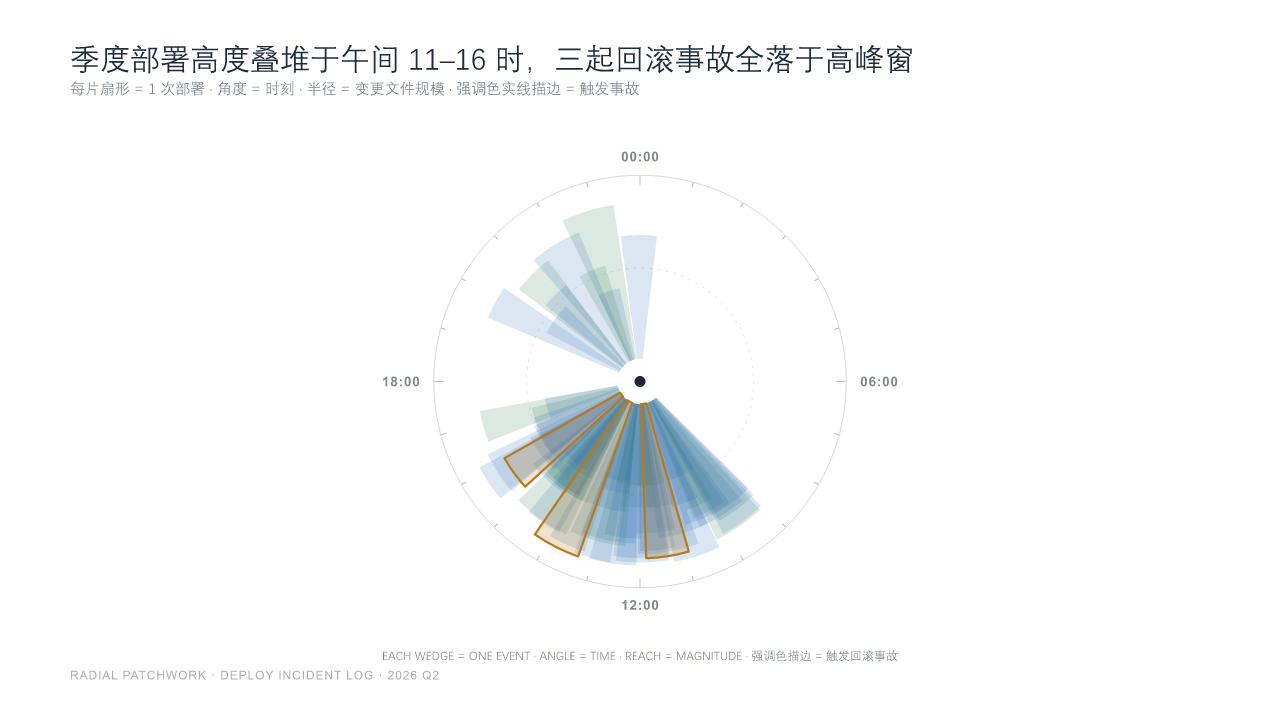 季度部署高度叠堆于午间 11–16 时，三起回滚事故全落于高峰窗
每片扇形 = 1 次部署 · 角度 = 时刻 · 半径 = 变更文件规模 · 强调色实线描边 = 触发事故
00:00
18:00
06:00
12:00
EACH WEDGE = ONE EVENT · ANGLE = TIME · REACH = MAGNITUDE · 强调色描边 = 触发回滚事故
RADIAL PATCHWORK · DEPLOY INCIDENT LOG · 2026 Q2